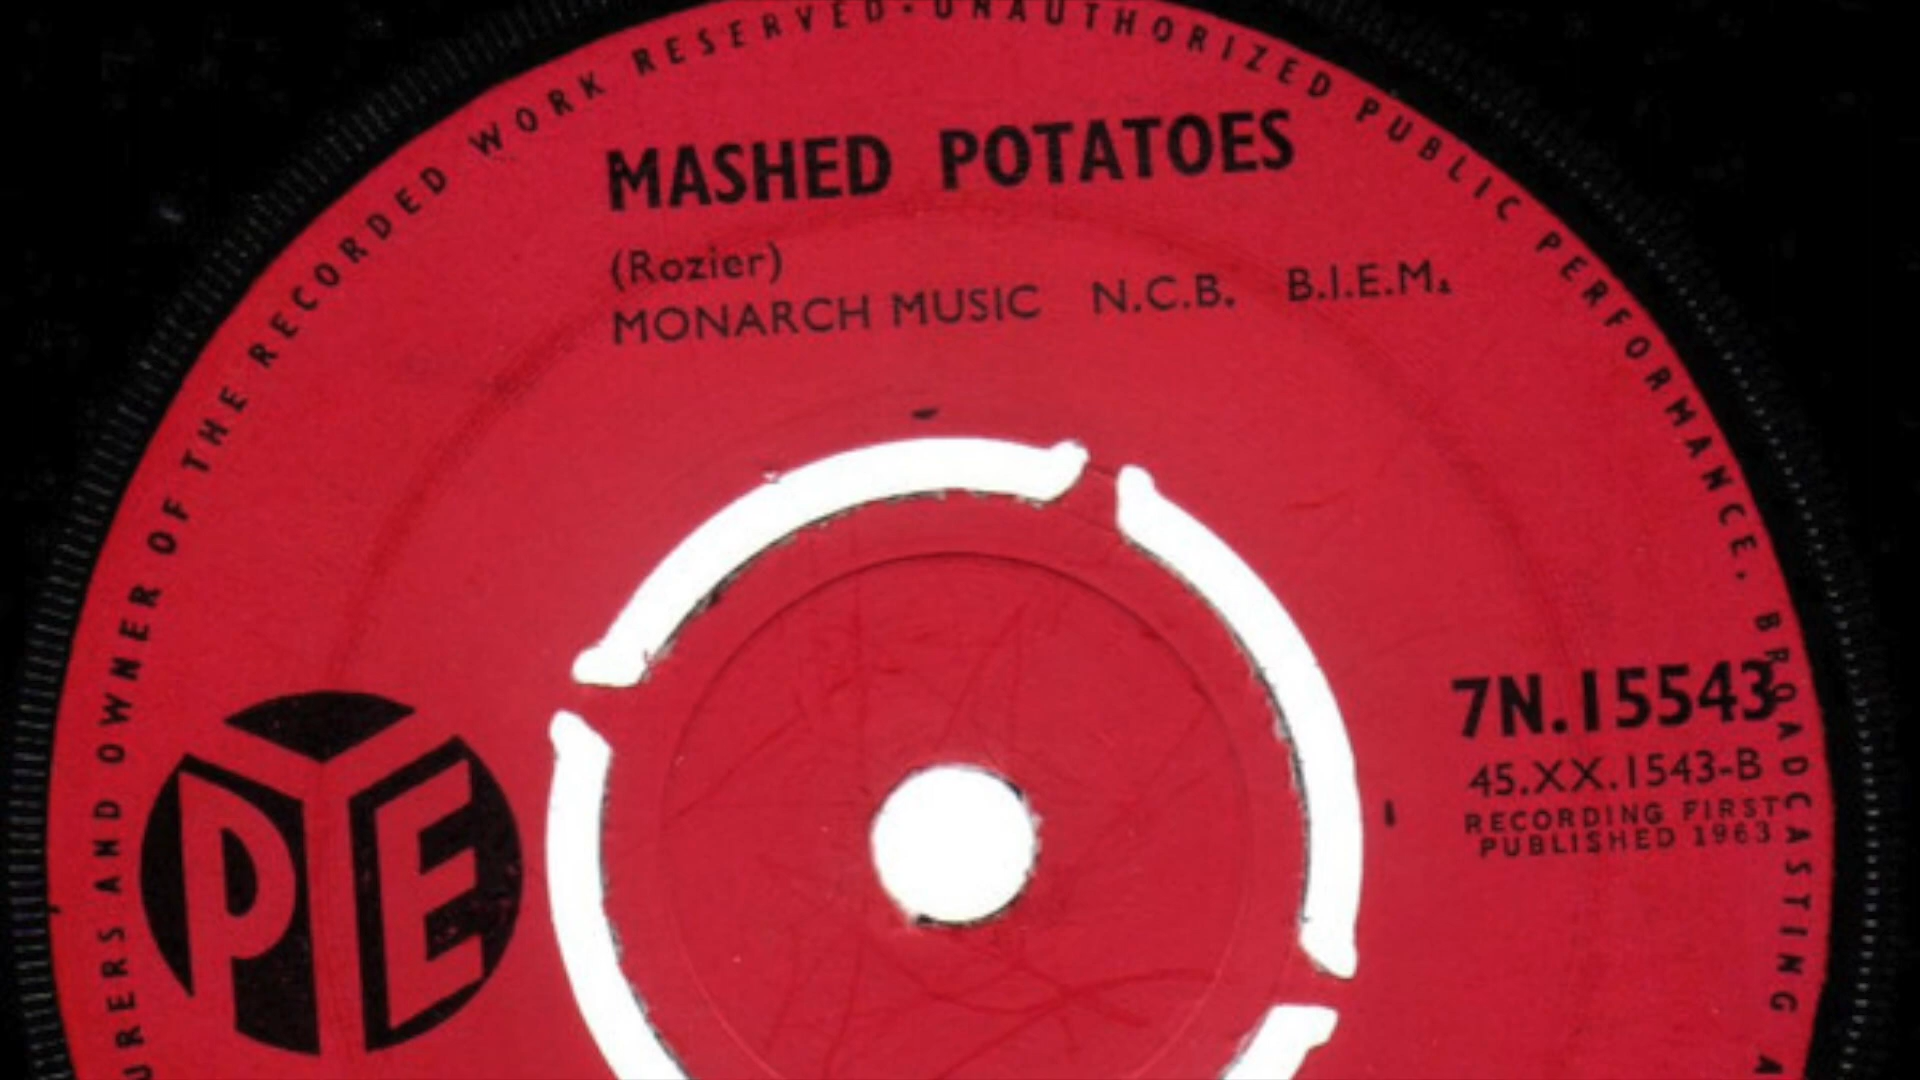 URERS AND OWNER OF THE RECORDED WORK RESERVED·UNAUTHORIZED PUBLIC PERFORMANCE. BROADCASTING A
MASHED POTATOES
(Rozier)
MONARCH MUSIC N.C.B. B.I.E.M.
PYE
7N.15543
45.XX.1543-B
RECORDING FIRST
PUBLISHED 1963